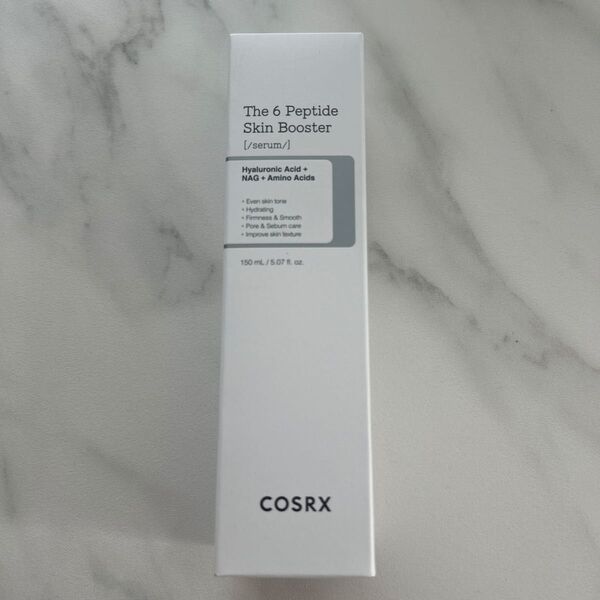 The 6 Peptide
Skin Booster
[/serum/]
Hyaluronic Acid +
NAG + Amino Acids
• Even skin tone
• Hydrating
• Firmness & Smooth
• Pore & Sebum care
• Improve skin texture
150 mL / 5.07 fl. oz.
COSRX